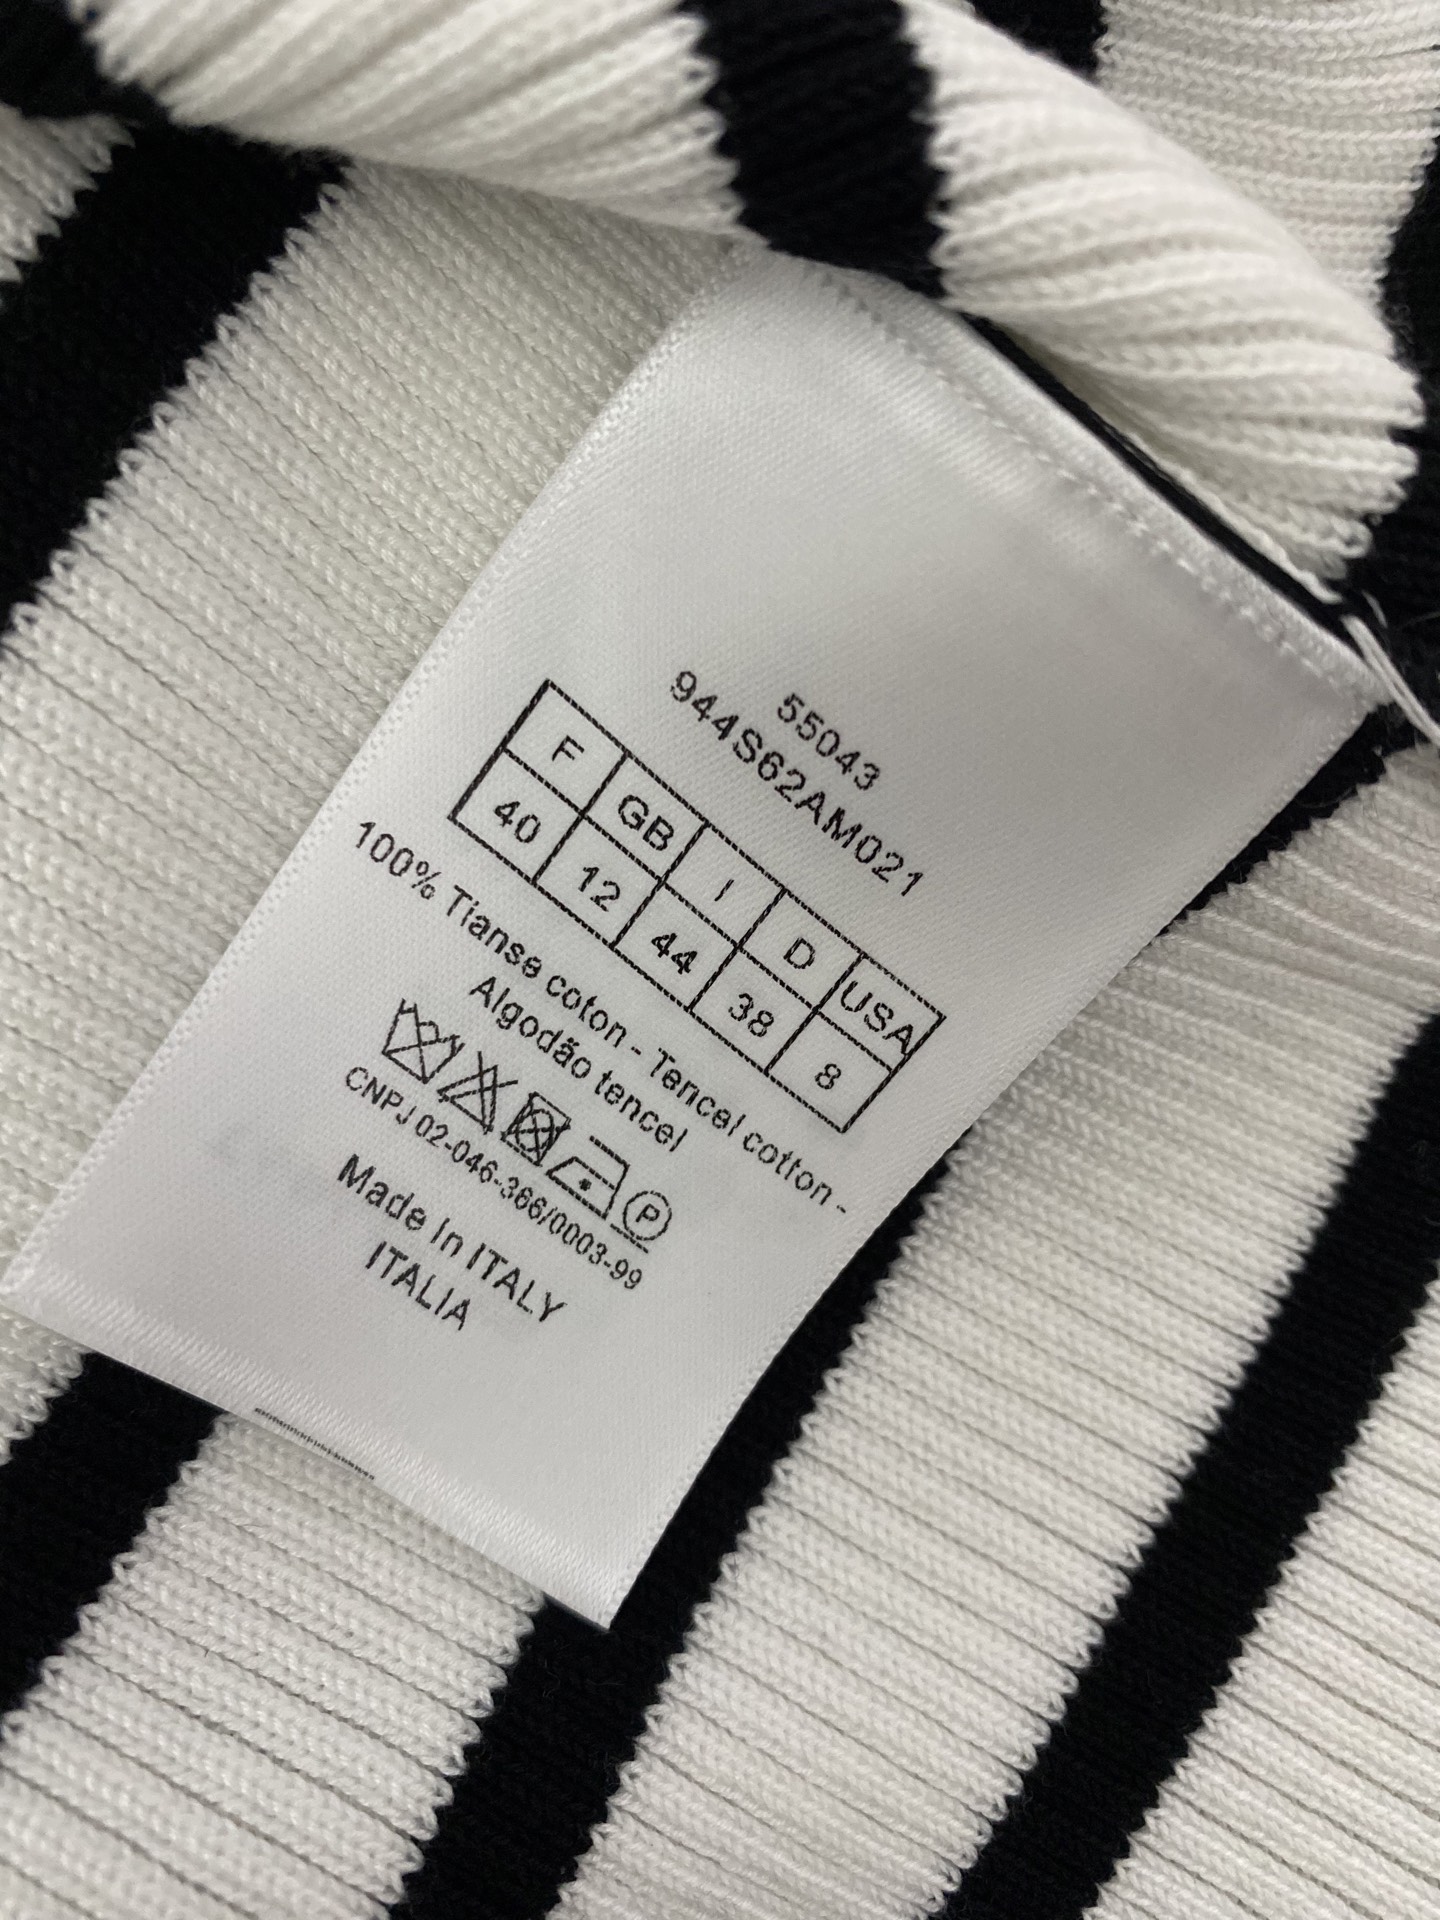 55043
944S62AM021
F GB I D USA
40 12 44 38 8
100% Tianse coton - Tencel cotton -
Algodão tencel
P
CNPJ 02-046-366/0003-99
Made In ITALY
ITALIA